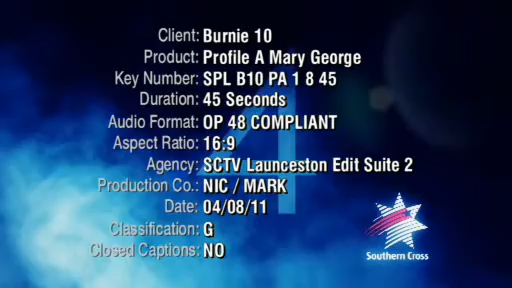 Client: Burnie 10
Product: Profile A Mary George
Key Number: SPL B10 PA 1 8 45
Duration: 45 Seconds
Audio Format: OP 48 COMPLIANT
Aspect Ratio: 16:9
Agency: SCTV Launceston Edit Suite 2
Production Co.: NIC / MARK
Date: 04/08/11
Classification: G
Closed Captions: NO
4
Southern Cross